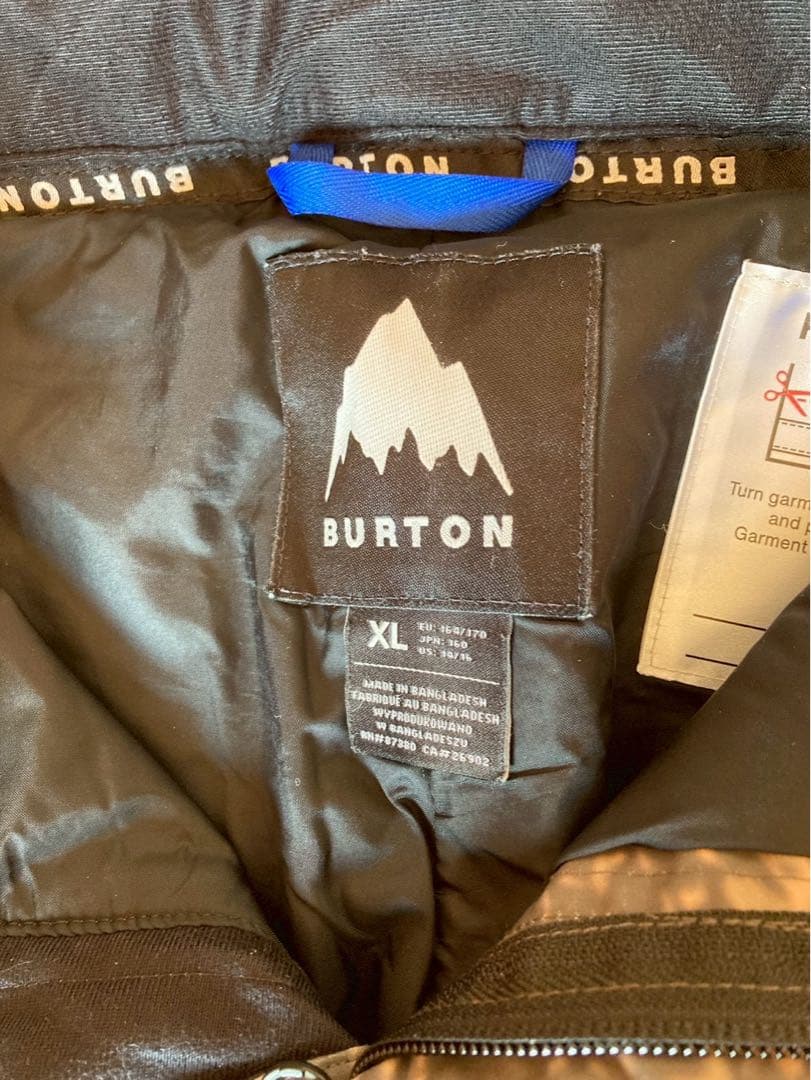 BURTON
BURTON
BURTON
BURTON
XL
EU: 164/170
JPN: 160
US: 14/16
MADE IN BANGLADESH
FABRIQUÉ AU BANGLADESH
WYPRODUKOWANO
W BANGLADESZU
RN#87380 CA#26902
Turn garm
and p
Garment